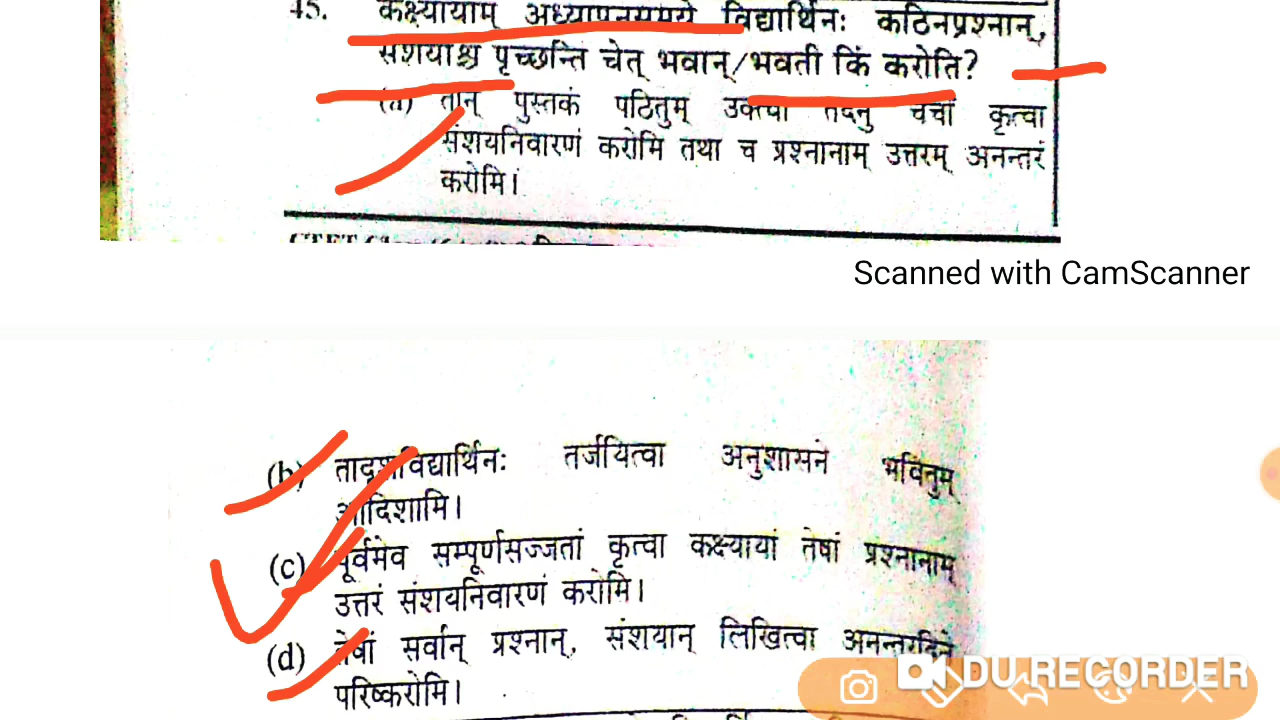 45. कक्ष्यायाम् अध्यापनसमये विद्यार्थिनः कठिनप्रश्नान्,
संशयाश्च पृच्छन्ति चेत् भवान्/भवती किं करोति?
(a) तान् पुस्तकं पठितुम् उक्त्वा तदनु चर्चां कृत्वा
संशयनिवारणं करोमि तथा च प्रश्नानाम् उत्तरम् अनन्तरं
करोमि।
Scanned with CamScanner
(b) तादृशविद्यार्थिनः तर्जयित्वा अनुशासने भवितुम्
आदिशामि।
(c) पूर्वमेव सम्पूर्णसज्जतां कृत्वा कक्ष्यायां तेषां प्रश्नानाम्
उत्तरं संशयनिवारणं करोमि।
(d) तेषां सर्वान् प्रश्नान्, संशयान् लिखित्वा अनन्तरदिने
परिष्करोमि।
DU RECORDER